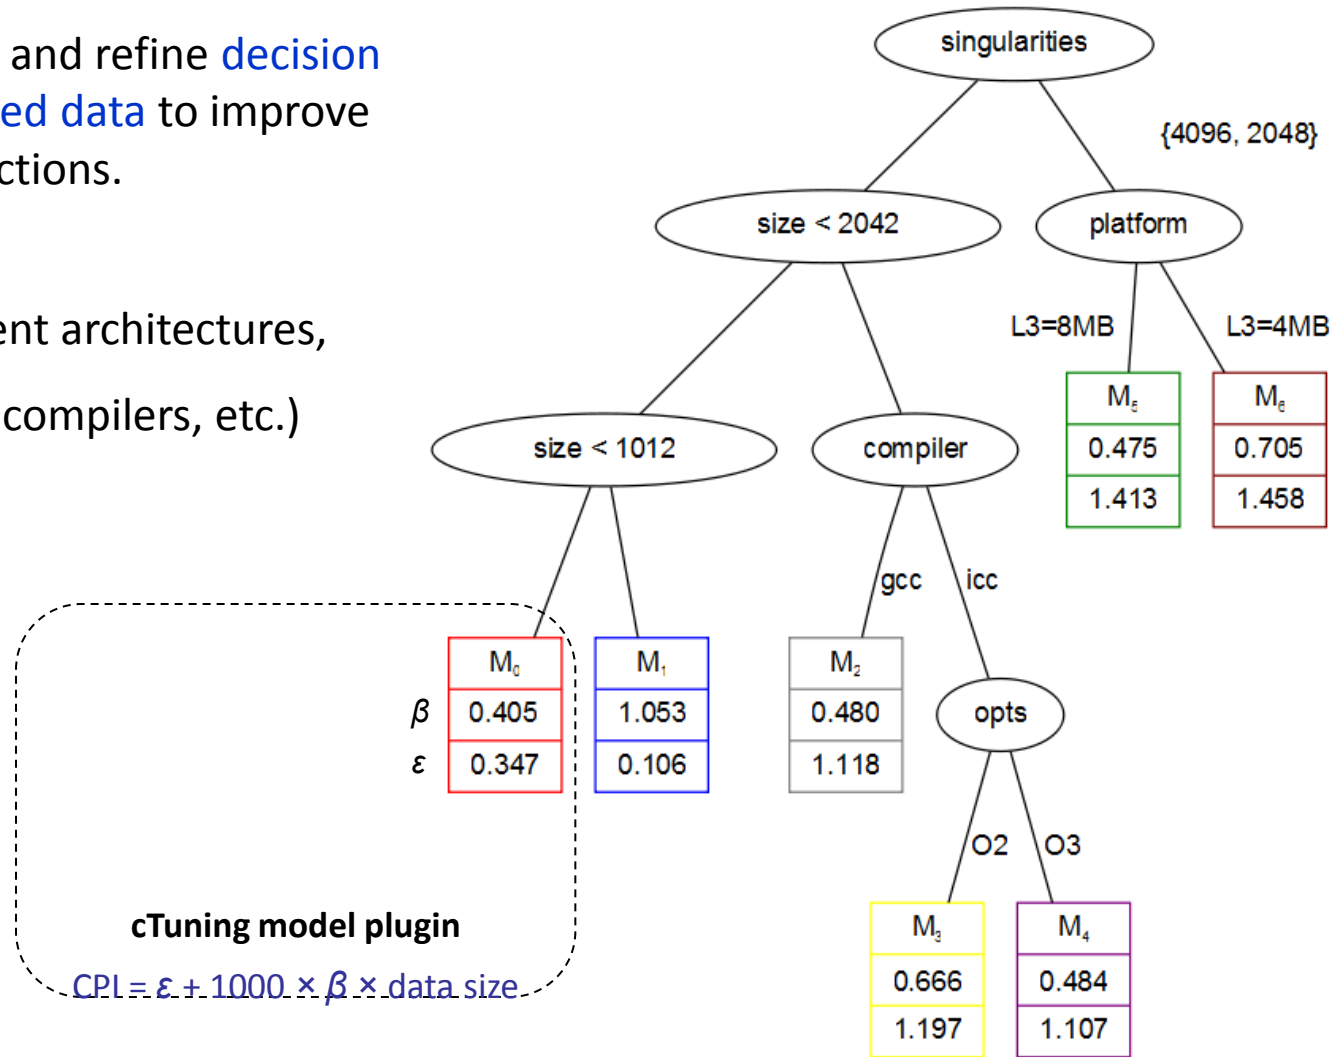 and refine decision
ed data to improve
ctions.
ent architectures,
compilers, etc.)
singularities
{4096, 2048}
size < 2042
platform
L3=8MB
L3=4MB
M₅
0.475
1.413
M₆
0.705
1.458
size < 1012
compiler
gcc
icc
M₀
M₁
M₂
β
0.405
1.053
0.480
opts
ε
0.347
0.106
1.118
O2
O3
M₃
0.666
1.197
M₄
0.484
1.107
cTuning model plugin
CPI = ε + 1000 × β × data size